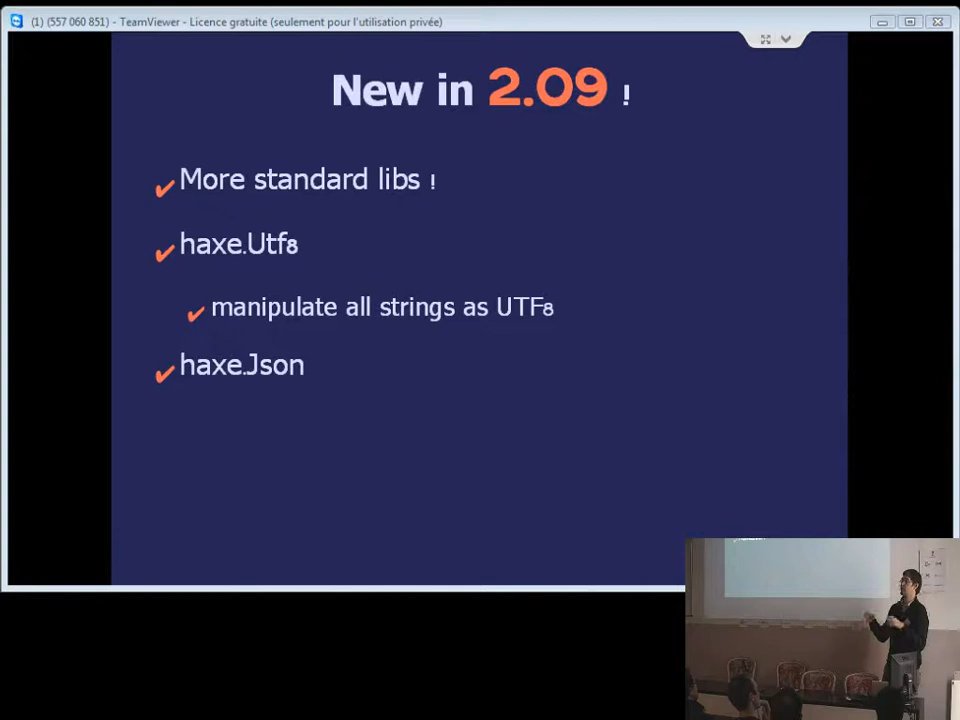 (1) (557 060 851) - TeamViewer - Licence gratuite (seulement pour l'utilisation privée)
New in 2.09 !
More standard libs !
haxe.Utf8
manipulate all strings as UTF8
haxe.Json